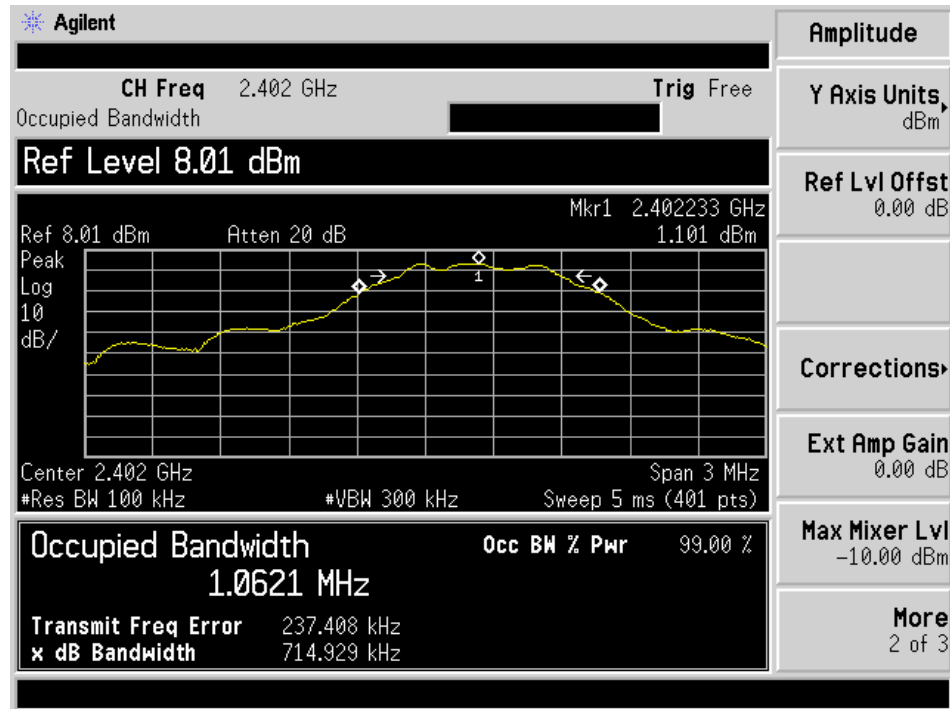 Agilent
CH Freq 2.402 GHz Trig Free
Occupied Bandwidth
Ref Level 8.01 dBm
Mkr1 2.402233 GHz
Ref 8.01 dBm Atten 20 dB 1.101 dBm
Peak
Log
10
dB/
1
Center 2.402 GHz Span 3 MHz
#Res BW 100 kHz #VBW 300 kHz Sweep 5 ms (401 pts)
Occupied Bandwidth Occ BW % Pwr 99.00 %
1.0621 MHz
Transmit Freq Error 237.408 kHz
x dB Bandwidth 714.929 kHz
Amplitude
Y Axis Units
dBm
Ref Lvl Offst
0.00 dB
Corrections
Ext Amp Gain
0.00 dB
Max Mixer Lvl
-10.00 dBm
More
2 of 3